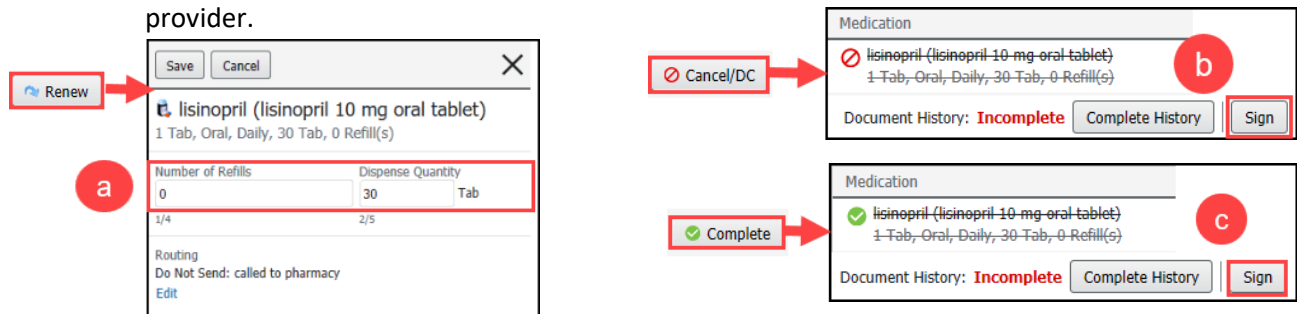 provider.
Renew
Save Cancel
lisinopril (lisinopril 10 mg oral tablet)
1 Tab, Oral, Daily, 30 Tab, 0 Refill(s)
a
Number of Refills Dispense Quantity
0 30 Tab
1/4 2/5
Routing
Do Not Send: called to pharmacy
Edit
Cancel/DC
Medication
lisinopril (lisinopril 10 mg oral tablet)
1 Tab, Oral, Daily, 30 Tab, 0 Refill(s)
b
Document History: Incomplete Complete History Sign
Complete
Medication
lisinopril (lisinopril 10 mg oral tablet)
1 Tab, Oral, Daily, 30 Tab, 0 Refill(s)
c
Document History: Incomplete Complete History Sign